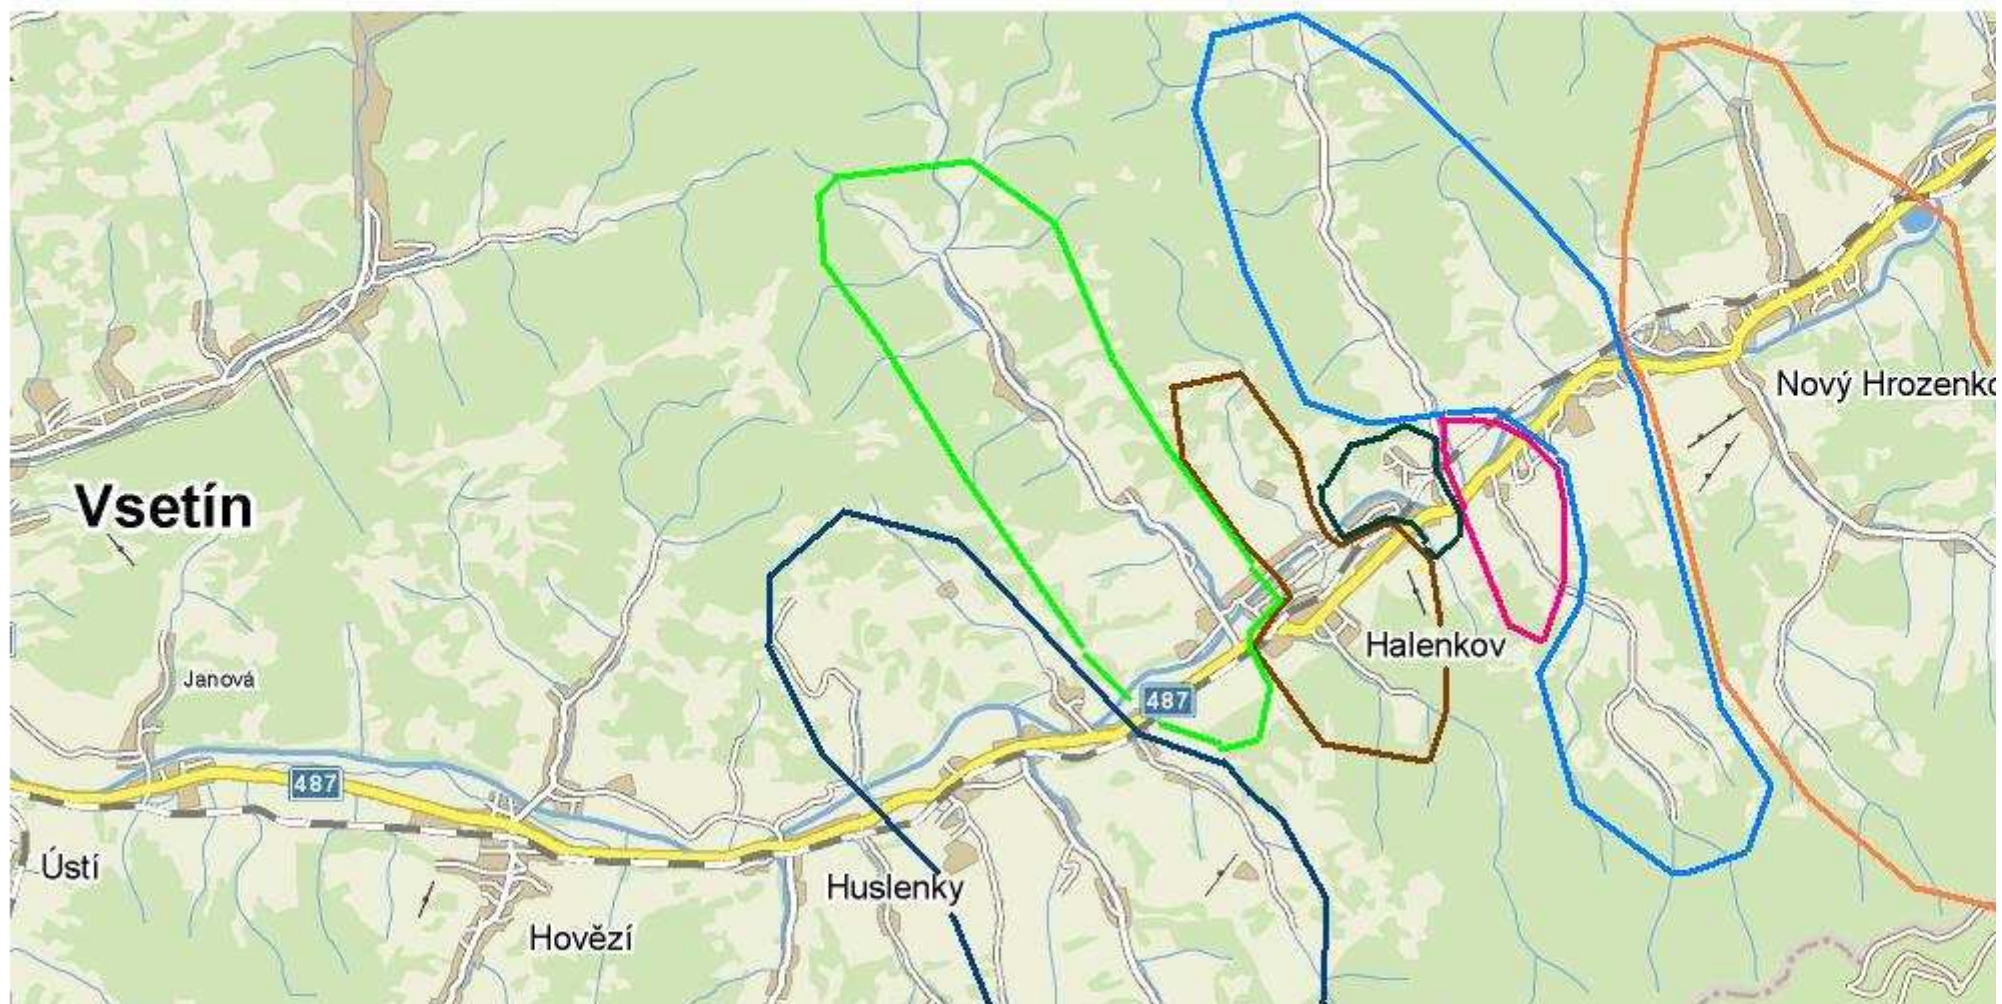 Nový Hrozenko
Vsetín
Halenkov
Janová
487
487
Ústí
Huslenky
Hovězí